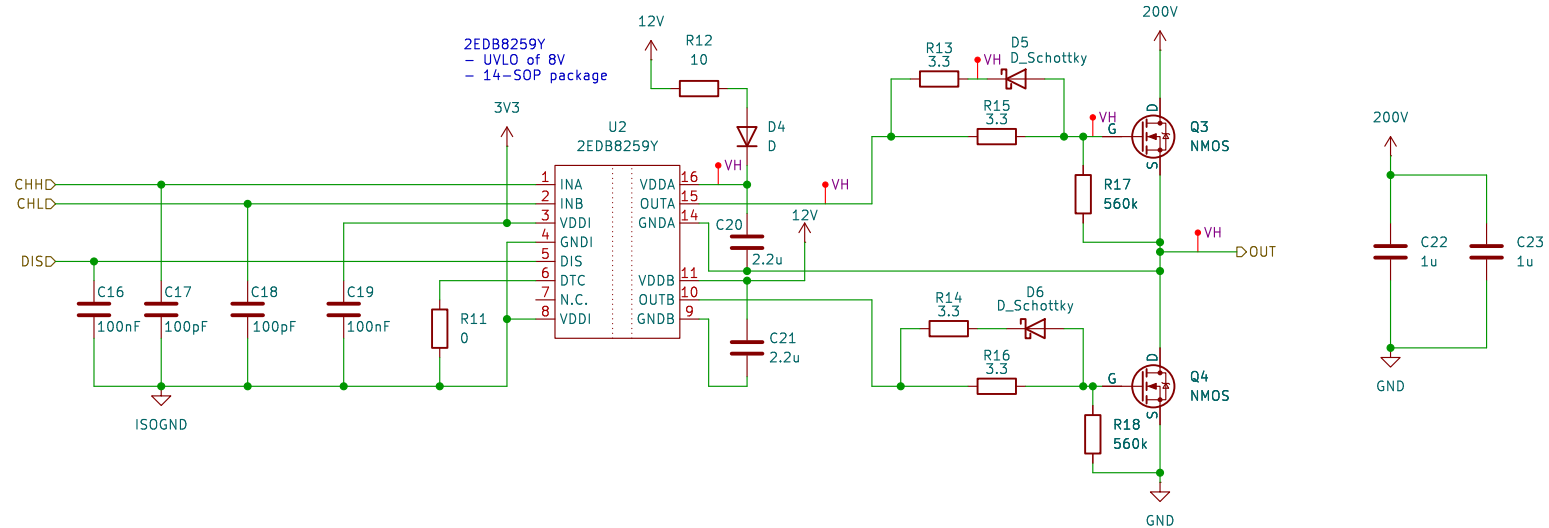 2EDB8259Y
- UVLO of 8V
- 14-SOP package
12V
R12
10
3V3
U2
2EDB8259Y
D4
D
VH
VH
CHH
CHL
DIS
1 INA
2 INB
3 VDDI
4 GNDI
5 DIS
6 DTC
7 N.C.
8 VDDI
VDDA 16
OUTA 15
GNDA 14
VDDB 11
OUTB 10
GNDB 9
C16
100nF
C17
100pF
C18
100pF
C19
100nF
R11
0
ISOGND
C20
2.2u
12V
C21
2.2u
R13
3.3
VH
D5
D_Schottky
R15
3.3
VH
200V
D
G
S
Q3
NMOS
R17
560k
VH
OUT
R14
3.3
D6
D_Schottky
R16
3.3
D
G
S
Q4
NMOS
R18
560k
GND
200V
C22
1u
C23
1u
GND